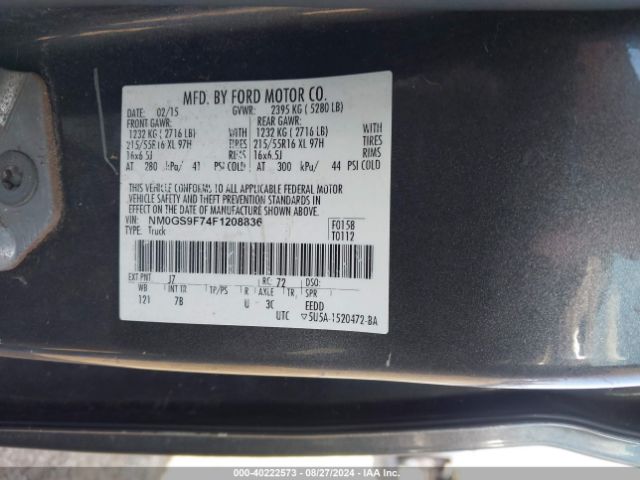 MFD. BY FORD MOTOR CO.
DATE: 02/15 GVWR: 2395 KG ( 5280 LB)
FRONT GAWR: REAR GAWR:
1232 KG ( 2716 LB) WITH 1232 KG ( 2716 LB) WITH
215/55R16 XL 97H TIRES 215/55R16 XL 97H TIRES
16x6.5J RIMS 16x6.5J RIMS
AT 280 kPa/ 41 PSI COLD AT 300 kPa/ 44 PSI COLD
THIS VEHICLE CONFORMS TO ALL APPLICABLE FEDERAL MOTOR
VEHICLE SAFETY AND THEFT PREVENTION STANDARDS IN
EFFECT ON THE DATE OF MANUFACTURE SHOWN ABOVE.
VIN: NM0GS9F74F1208836 F0158
TYPE: Truck T0112
EXT PNT J7 RC: 72 DSO:
WB INT TR TP/PS R AXLE TR SPR
121 7B U 3C EEDD
UTC ▽5U5A-1520472-BA
000-40222573 - 08/27/2024 - IAA Inc.